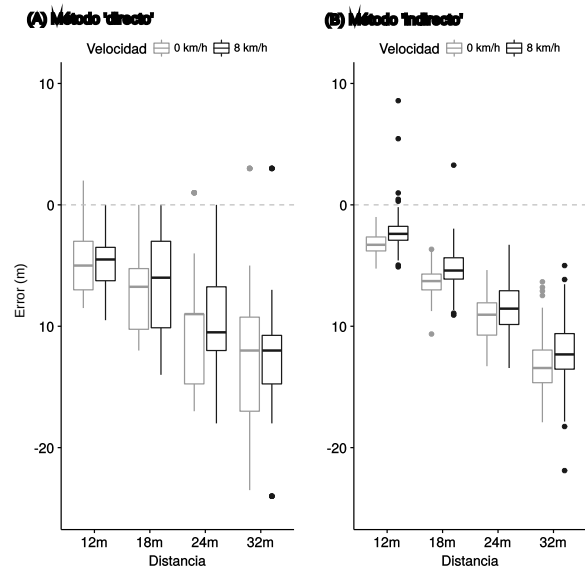 (A) Método 'directo'
Velocidad 0 km/h 8 km/h
10
0
10
-20
Error (m)
12m 18m 24m 32m
Distancia
(B) Método 'indirecto'
Velocidad 0 km/h 8 km/h
10
0
10
-20
12m 18m 24m 32m
Distancia